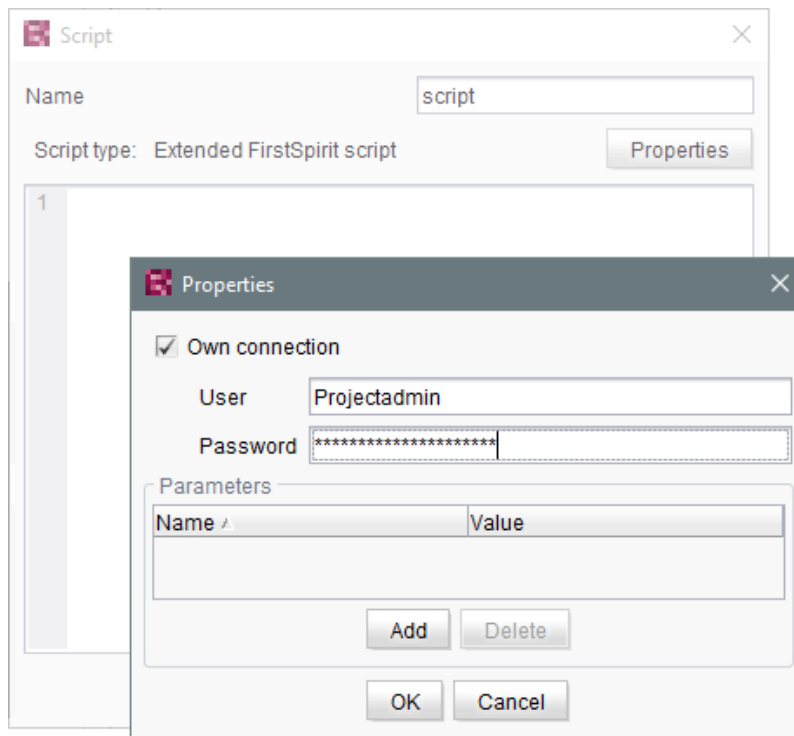 Script
Name script
Script type: Extended FirstSpirit script Properties
1
Properties
Own connection
User Projectadmin
Password *********************
Parameters
Name Value
Add Delete
OK Cancel